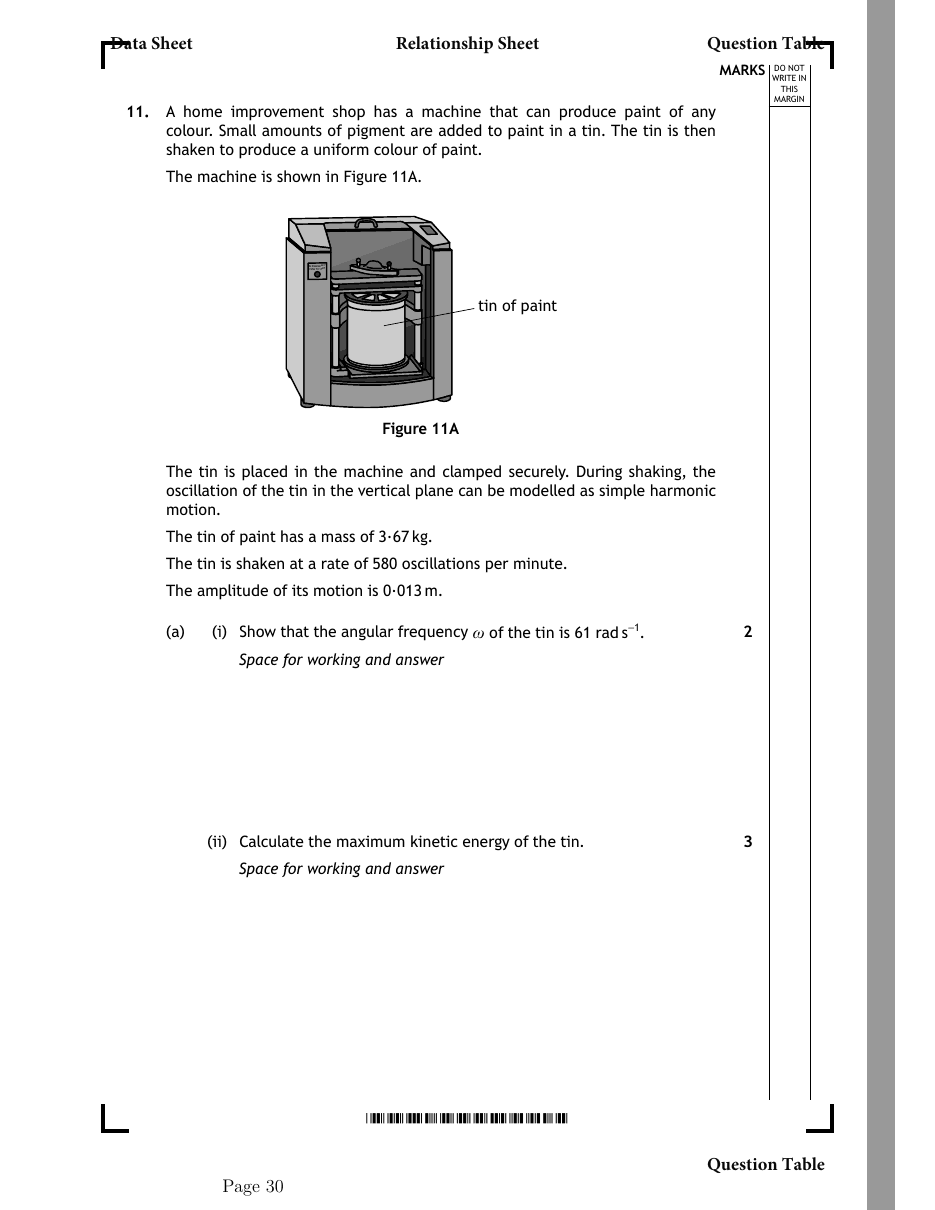 Data Sheet Relationship Sheet Question Table
MARKS
DO NOT
WRITE IN
THIS
MARGIN
11. A home improvement shop has a machine that can produce paint of any
colour. Small amounts of pigment are added to paint in a tin. The tin is then
shaken to produce a uniform colour of paint.
The machine is shown in Figure 11A.
tin of paint
Figure 11A
The tin is placed in the machine and clamped securely. During shaking, the
oscillation of the tin in the vertical plane can be modelled as simple harmonic
motion.
The tin of paint has a mass of 3·67 kg.
The tin is shaken at a rate of 580 oscillations per minute.
The amplitude of its motion is 0·013 m.
(a) (i) Show that the angular frequency ω of the tin is 61 rad s⁻¹. 2
Space for working and answer
(ii) Calculate the maximum kinetic energy of the tin. 3
Space for working and answer
Question Table
Page 30